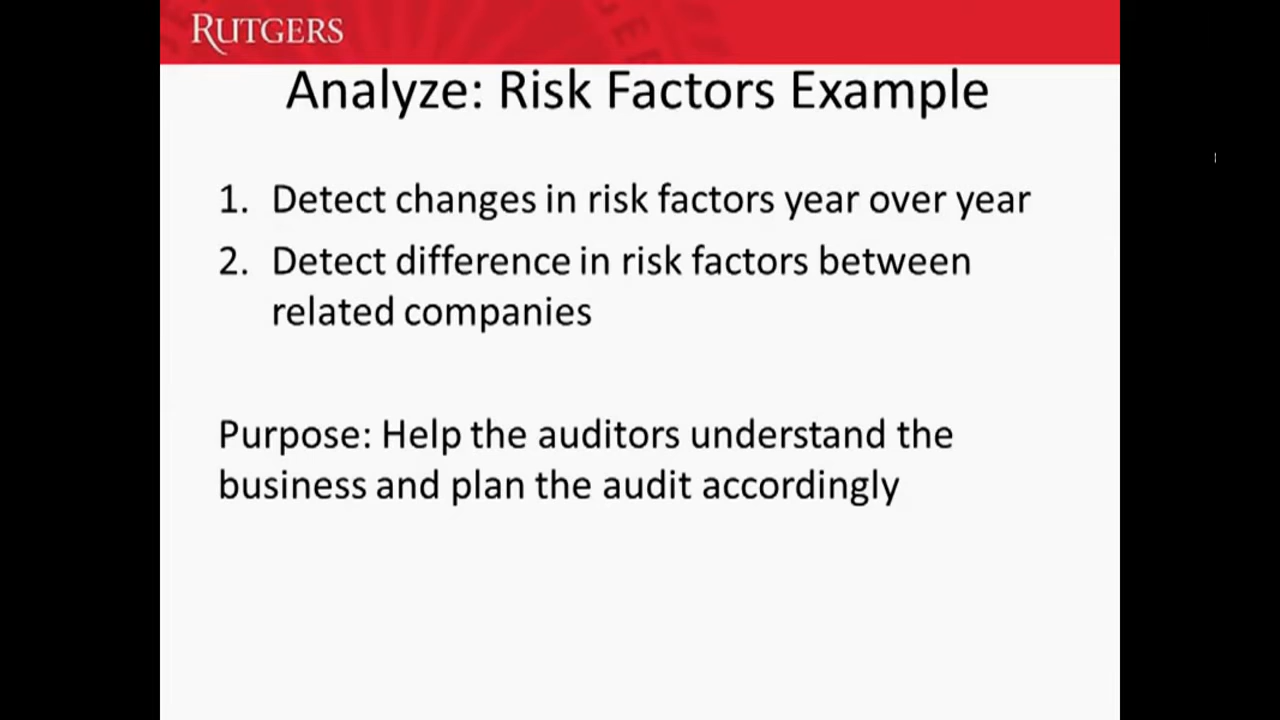 RUTGERS
Analyze: Risk Factors Example
1. Detect changes in risk factors year over year
2. Detect difference in risk factors between
related companies
Purpose: Help the auditors understand the
business and plan the audit accordingly